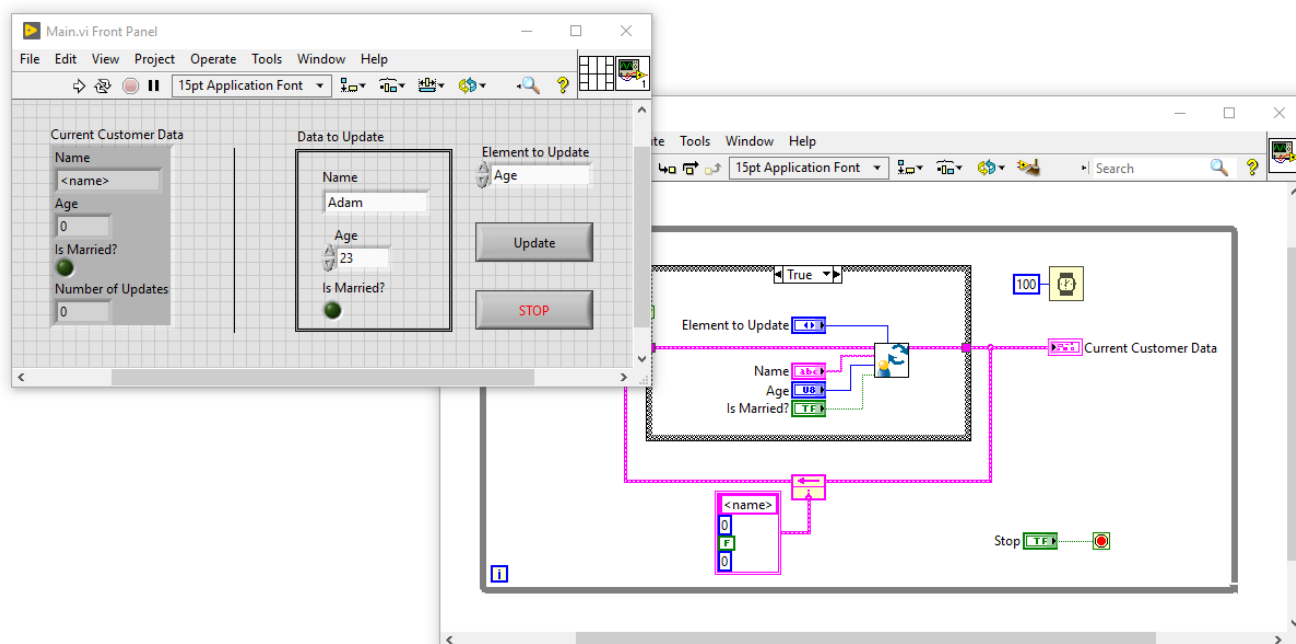 Main.vi Front Panel
File Edit View Project Operate Tools Window Help
15pt Application Font
1
Current Customer Data
Name
<name>
Age
0
Is Married?
Number of Updates
0
Data to Update
Name
Adam
Age
23
Is Married?
Element to Update
Age
Update
STOP
Tools Window Help
15pt Application Font
Search
True
100
Element to Update
Current Customer Data
Name abc
Age U8
Is Married? TF
<name>
0
F
0
Stop TF
i